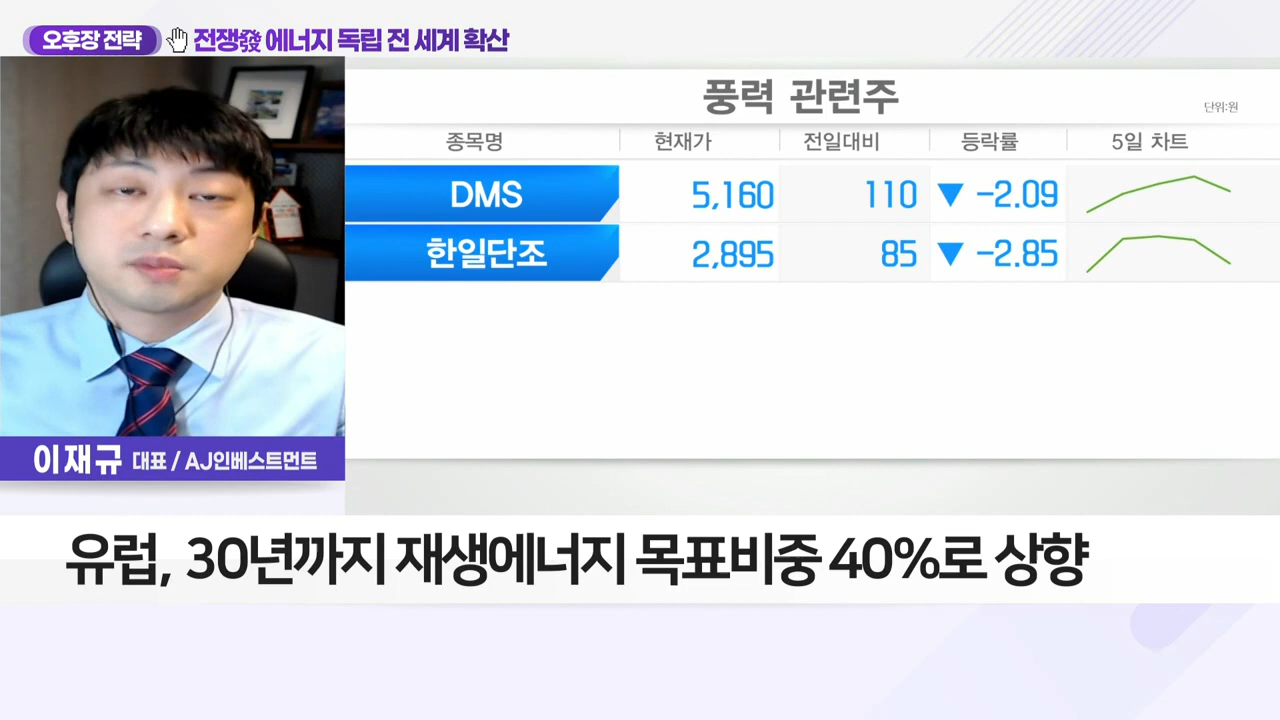 오후장 전략 전쟁發 에너지 독립 전 세계 확산
풍력 관련주
단위:원
종목명 현재가 전일대비 등락률 5일 차트
DMS 5,160 110 ▼ -2.09
한일단조 2,895 85 ▼ -2.85
이재규 대표 / AJ인베스트먼트
유럽, 30년까지 재생에너지 목표비중 40%로 상향